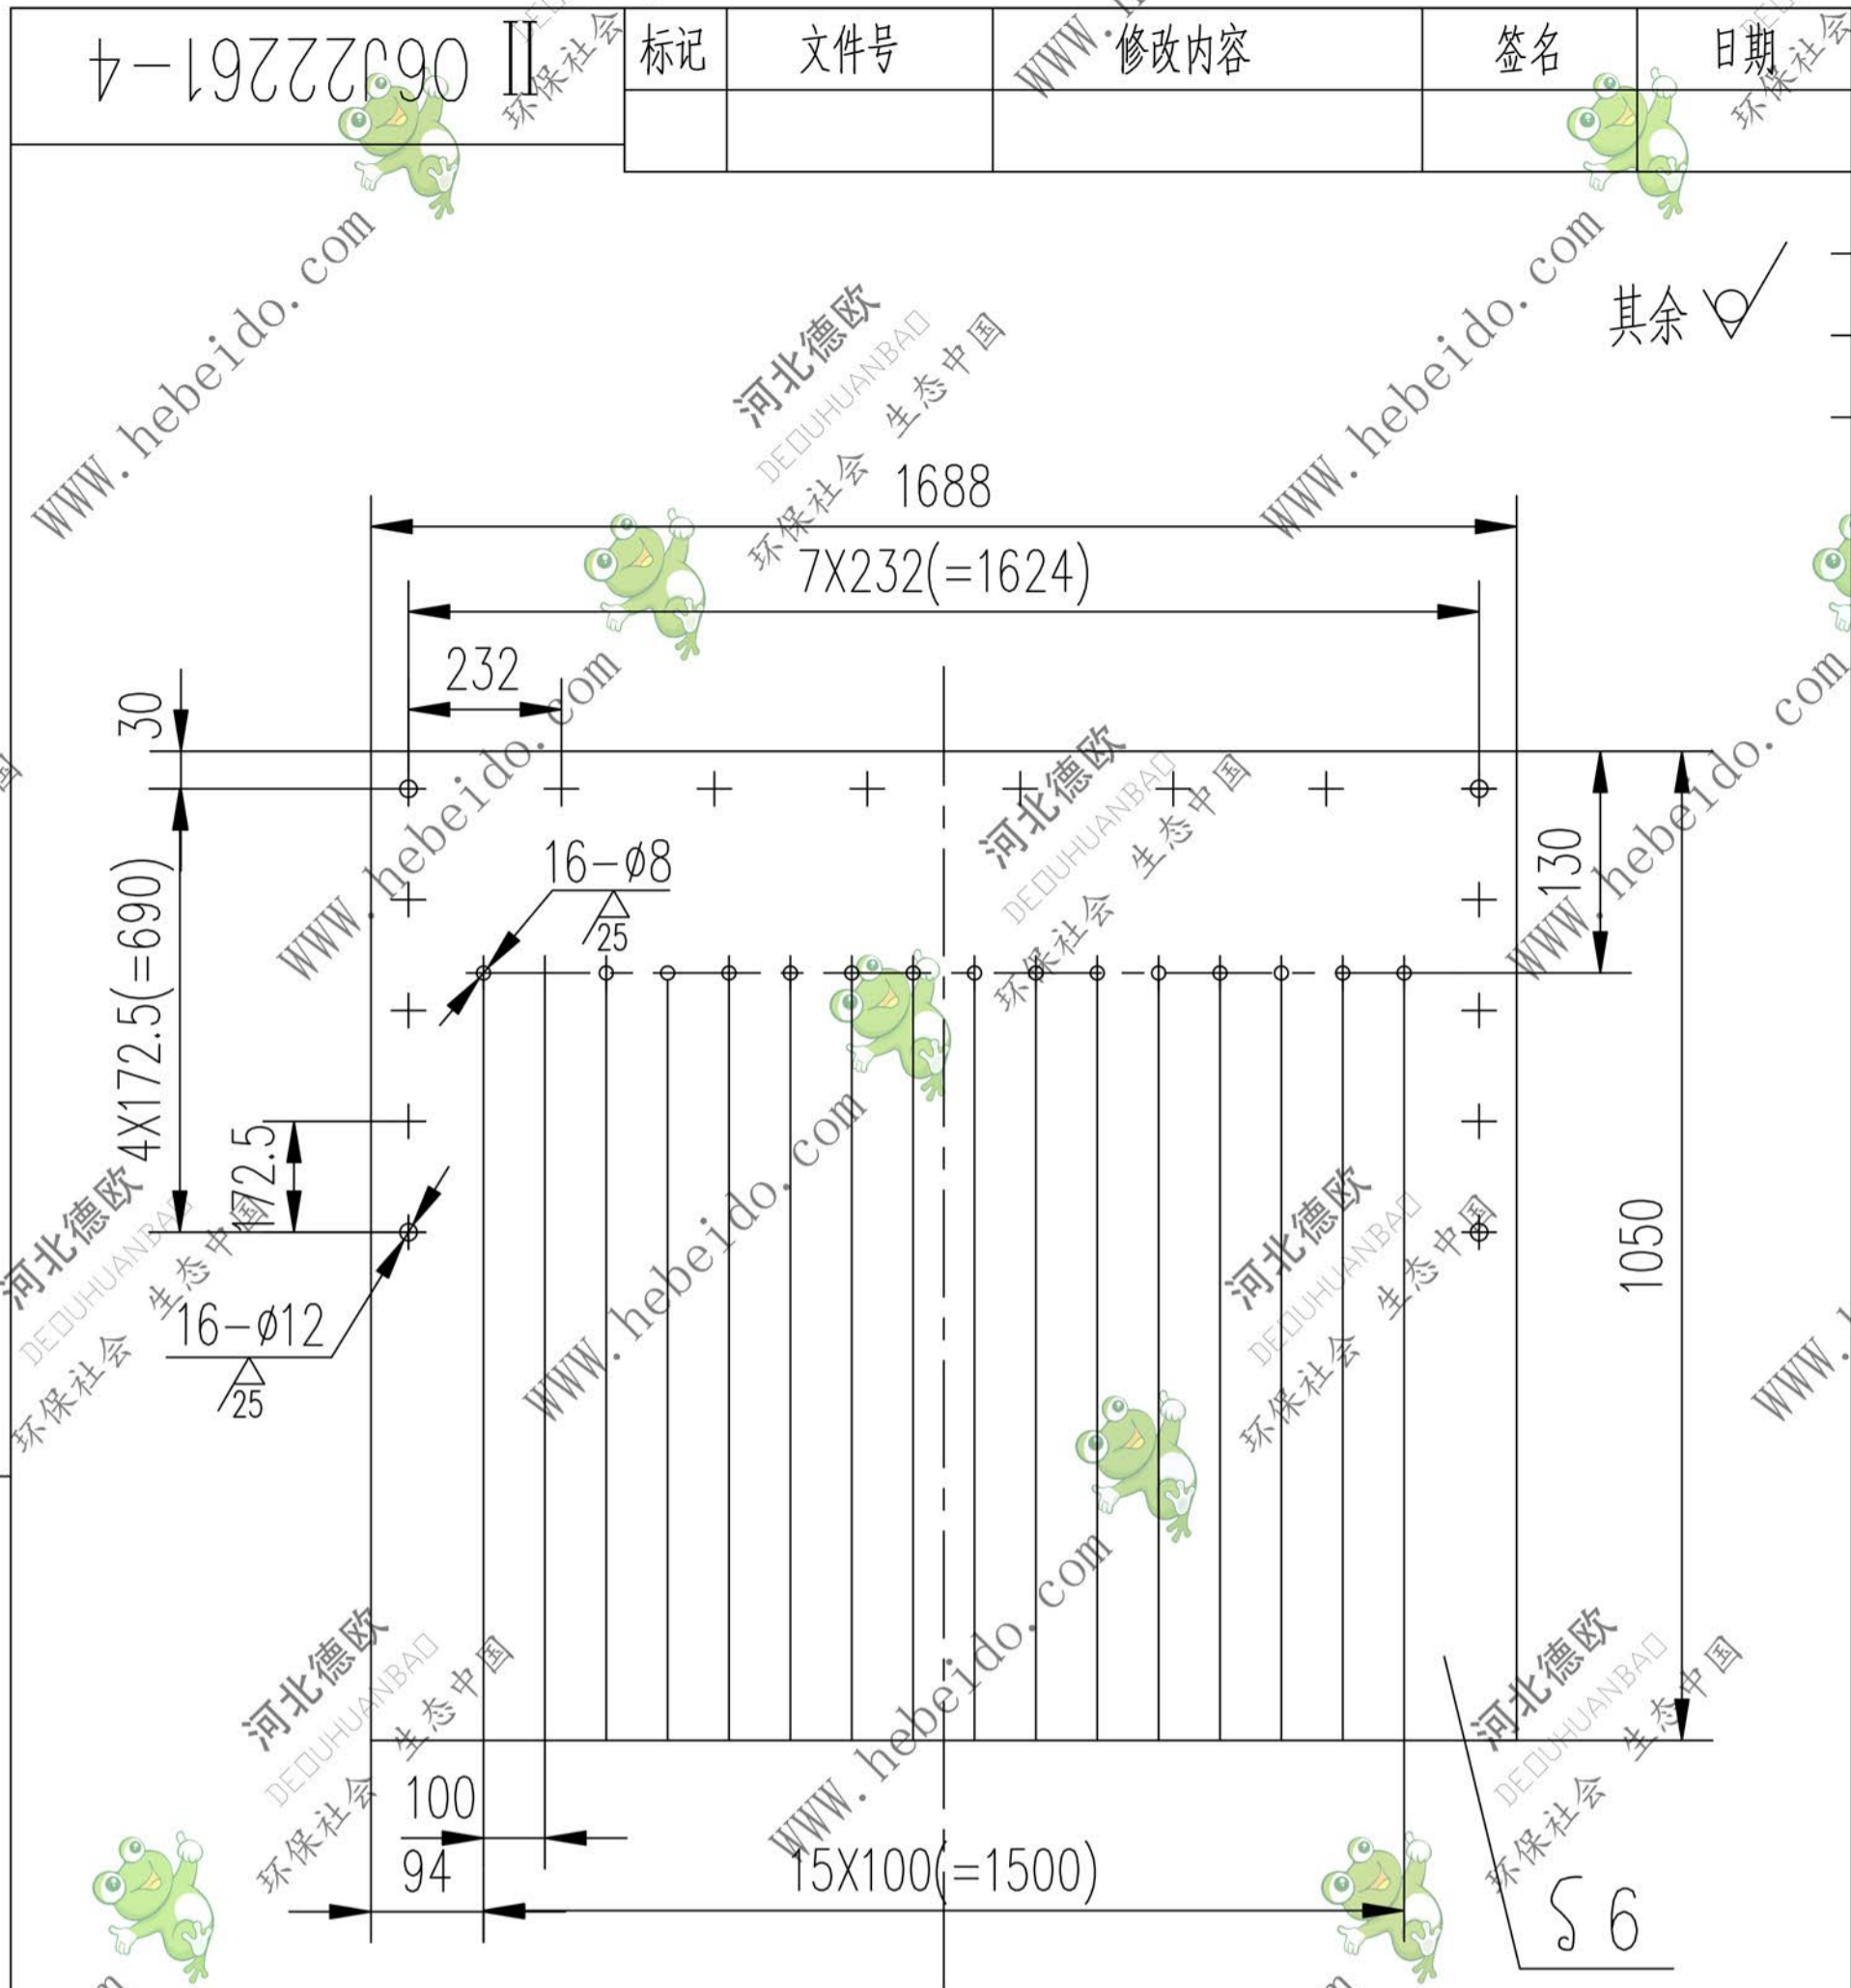 II 06J22261-4
标记 文件号 修改内容 签名 日期
其余
1688
7X232(=1624)
232
30
16-ø8
25
130
4X172.5(=690)
172.5
1050
16-ø12
25
100
94
15X100(=1500)
δ 6
WWW.hebeido.com
河北德欧
DEOUHUANBAO
环保社会 生态中国